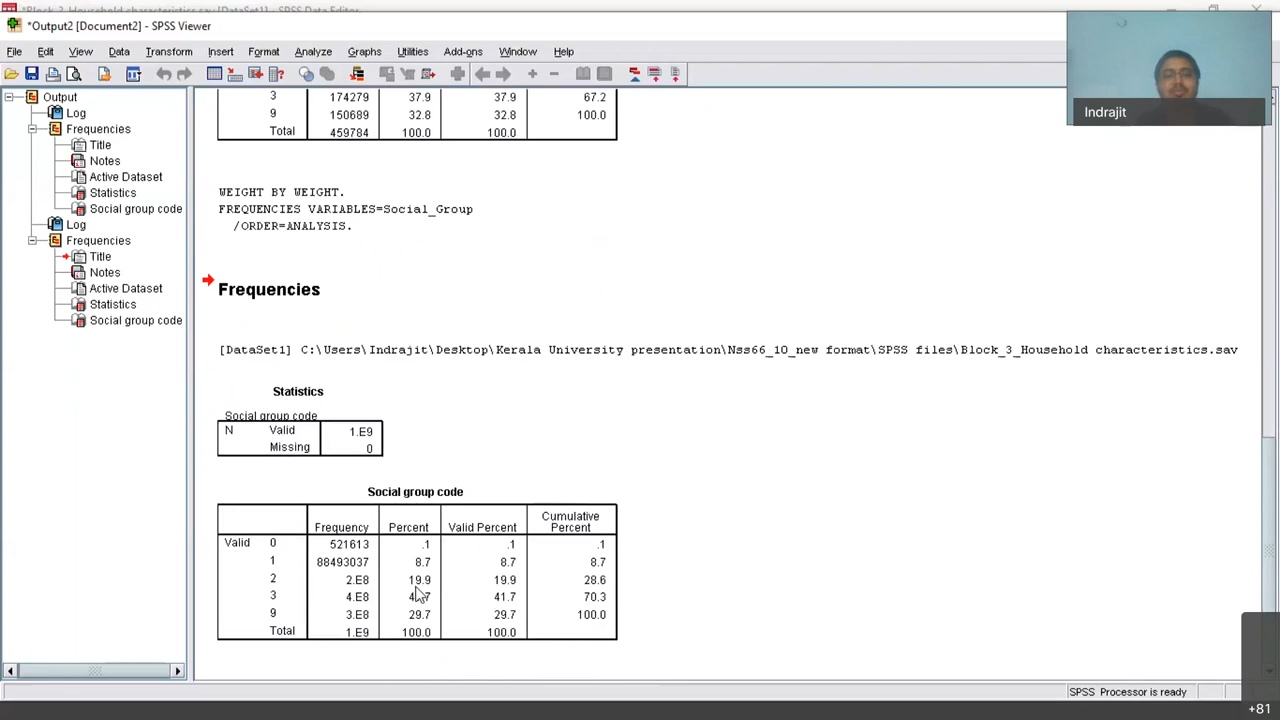 *Block_3_Household characteristics.sav [DataSet1] - SPSS Data Editor
*Output2 [Document2] - SPSS Viewer
File Edit View Data Transform Insert Format Analyze Graphs Utilities Add-ons Window Help
Indrajit
Output
Log
Frequencies
Title
Notes
Active Dataset
Statistics
Social group code
Log
Frequencies
Title
Notes
Active Dataset
Statistics
Social group code
3 174279 37.9 37.9 67.2
9 150689 32.8 32.8 100.0
Total 459784 100.0 100.0
WEIGHT BY WEIGHT.
FREQUENCIES VARIABLES=Social_Group
/ORDER=ANALYSIS.
Frequencies
[DataSet1] C:\Users\Indrajit\Desktop\Kerala University presentation\Nss66_10_new format\SPSS files\Block_3_Household characteristics.sav
Statistics
Social group code
N Valid 1.E9
Missing 0
Social group code
Frequency Percent Valid Percent Cumulative Percent
Valid 0 521613 .1 .1 .1
1 88493037 8.7 8.7 8.7
2 2.E8 19.9 19.9 28.6
3 4.E8 41.7 70.3
9 3.E8 29.7 29.7 100.0
Total 1.E9 100.0 100.0
SPSS Processor is ready
+81